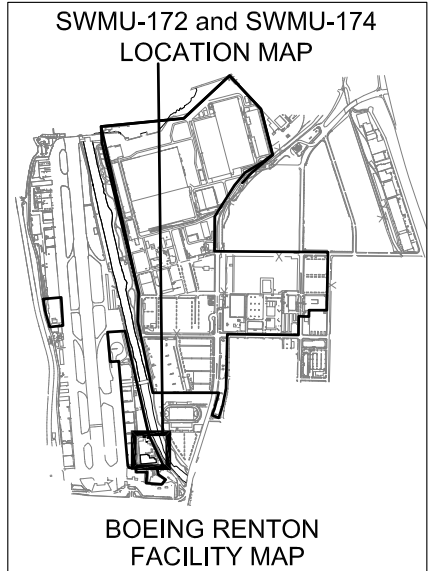 SWMU-172 and SWMU-174
LOCATION MAP
BOEING RENTON
FACILITY MAP